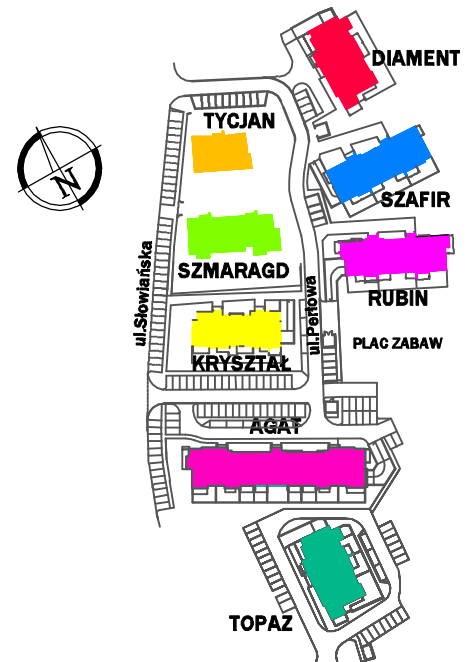 DIAMENT
TYCJAN
SZAFIR
N
ul.Słowiańska
SZMARAGD
ul.Perłowa
RUBIN
PLAC ZABAW
KRYSZTAŁ
AGAT
TOPAZ